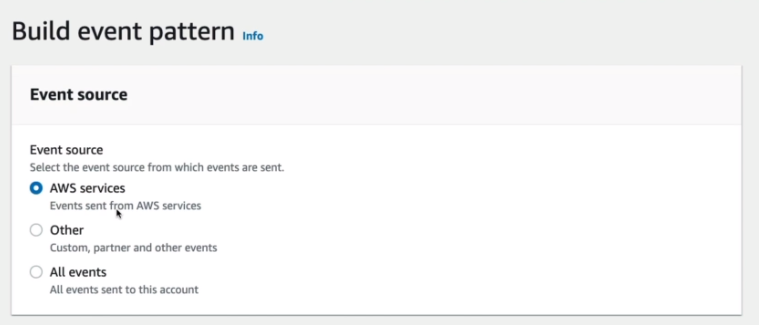 Build event pattern Info
Event source
Event source
Select the event source from which events are sent.
AWS services
Events sent from AWS services
Other
Custom, partner and other events
All events
All events sent to this account